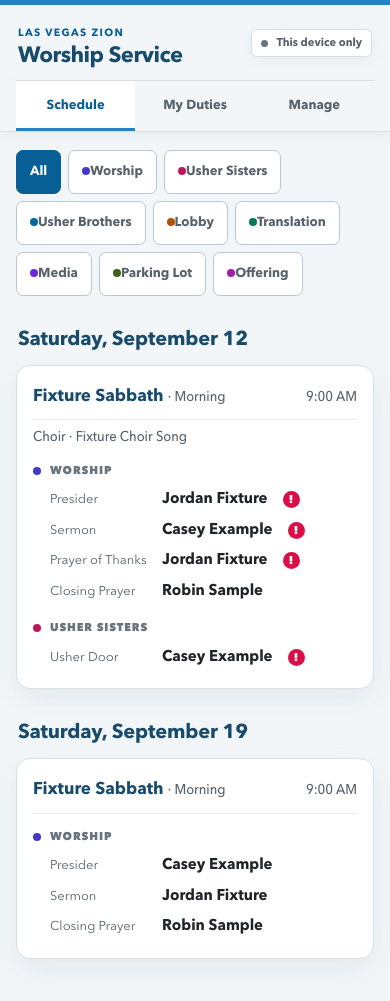 LAS VEGAS ZION
Worship Service
This device only
Schedule My Duties Manage
All Worship Usher Sisters
Usher Brothers Lobby Translation
Media Parking Lot Offering
Saturday, September 12
Fixture Sabbath · Morning 9:00 AM
Choir · Fixture Choir Song
WORSHIP
Presider Jordan Fixture !
Sermon Casey Example !
Prayer of Thanks Jordan Fixture !
Closing Prayer Robin Sample
USHER SISTERS
Usher Door Casey Example !
Saturday, September 19
Fixture Sabbath · Morning 9:00 AM
WORSHIP
Presider Casey Example
Sermon Jordan Fixture
Closing Prayer Robin Sample